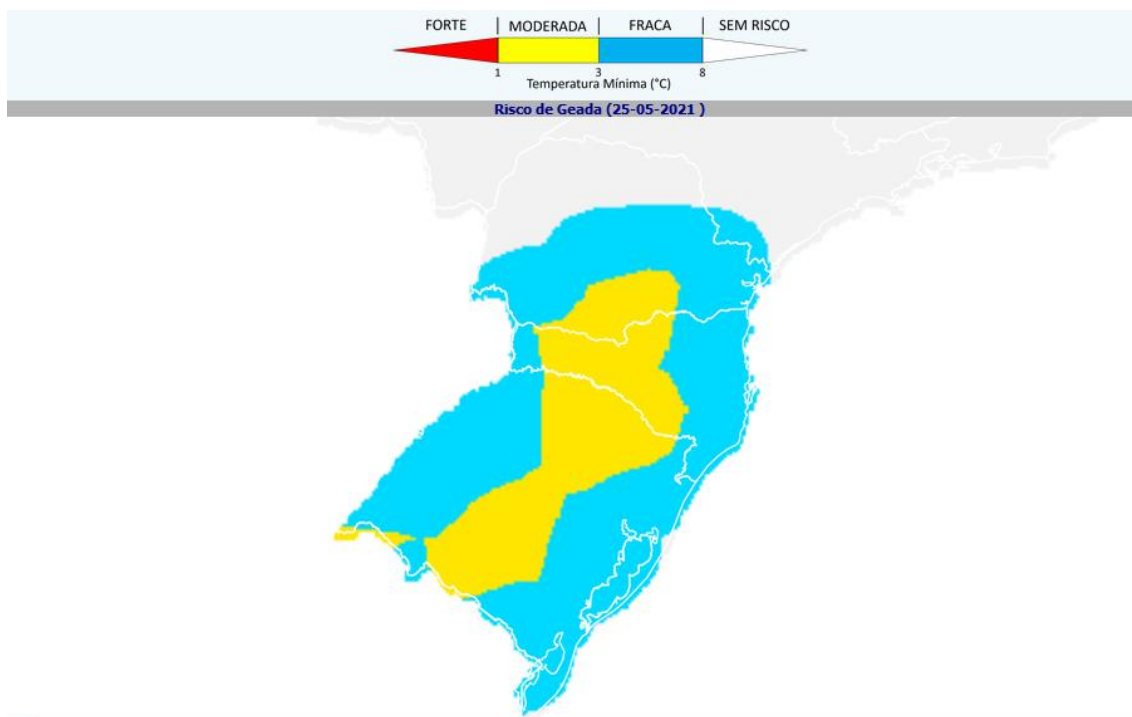 FORTE | MODERADA | FRACA | SEM RISCO
1 3 8
Temperatura Mínima (°C)
Risco de Geada (25-05-2021 )